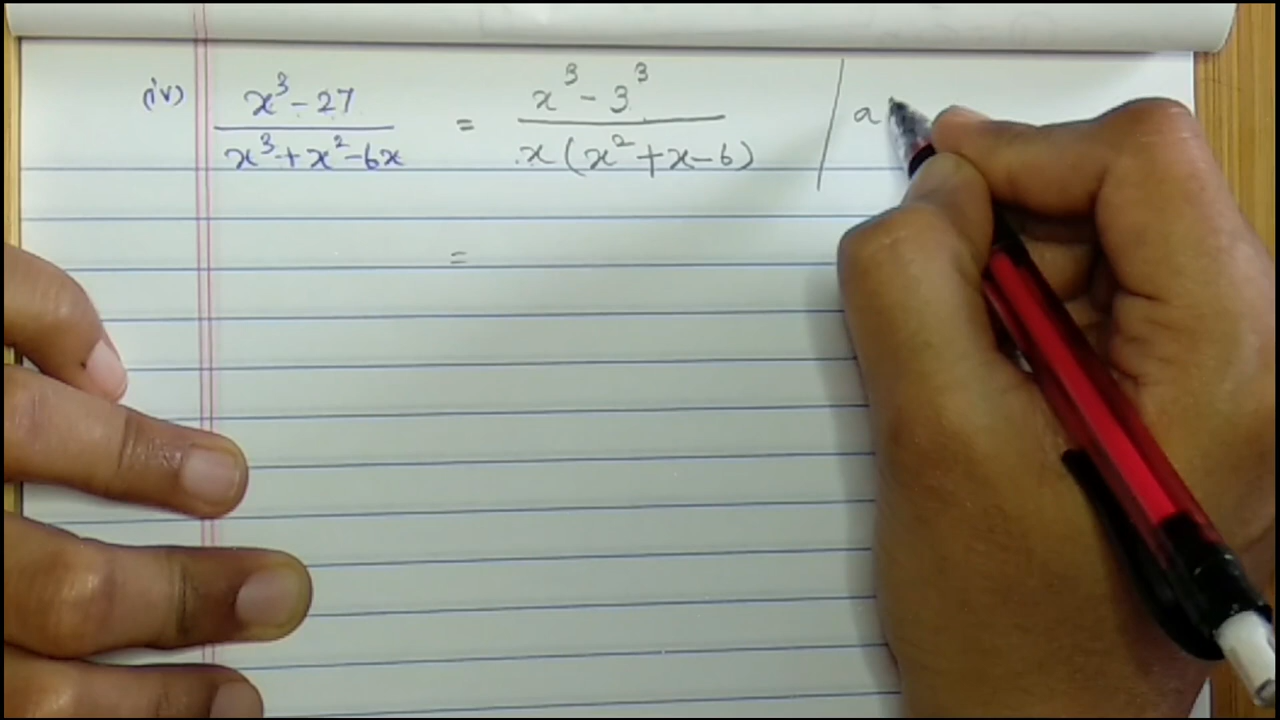 (iv) x³ - 27 / x³ + x² - 6x = x³ - 3³ / x (x² + x - 6) | a
=